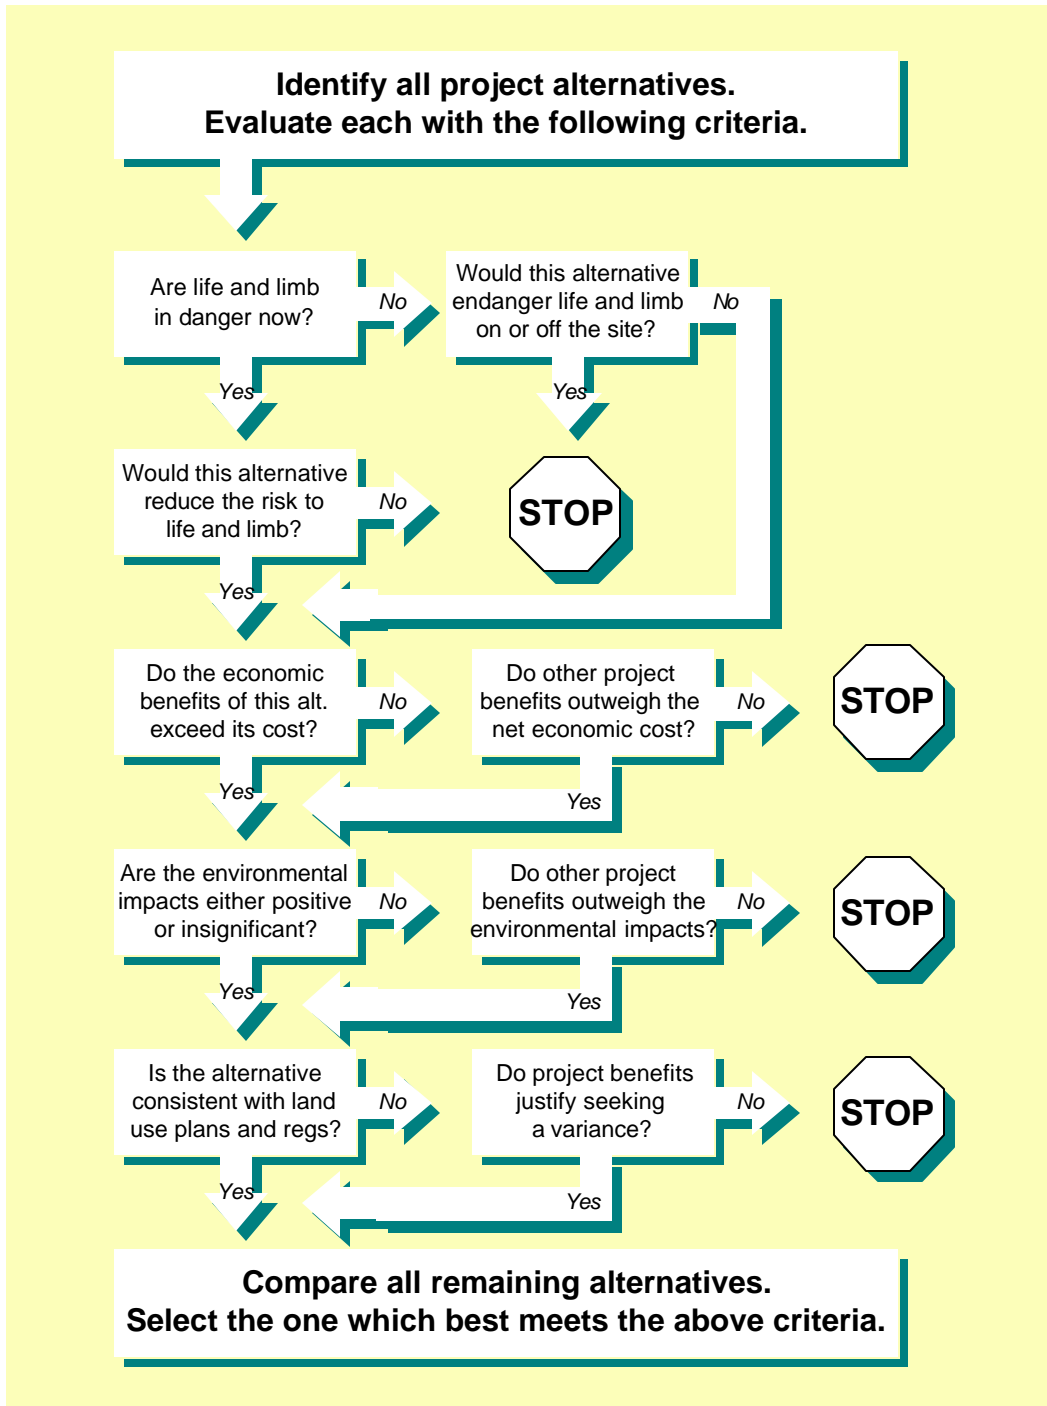 Identify all project alternatives.
Evaluate each with the following criteria.
Are life and limb
in danger now?
No
Would this alternative
endanger life and limb
on or off the site?
No
Yes
Yes
Would this alternative
reduce the risk to
life and limb?
No
STOP
Yes
Do the economic
benefits of this alt.
exceed its cost?
No
Do other project
benefits outweigh the
net economic cost?
No
STOP
Yes
Yes
Are the environmental
impacts either positive
or insignificant?
No
Do other project
benefits outweigh the
environmental impacts?
No
STOP
Yes
Yes
Is the alternative
consistent with land
use plans and regs?
No
Do project benefits
justify seeking
a variance?
No
STOP
Yes
Yes
Compare all remaining alternatives.
Select the one which best meets the above criteria.